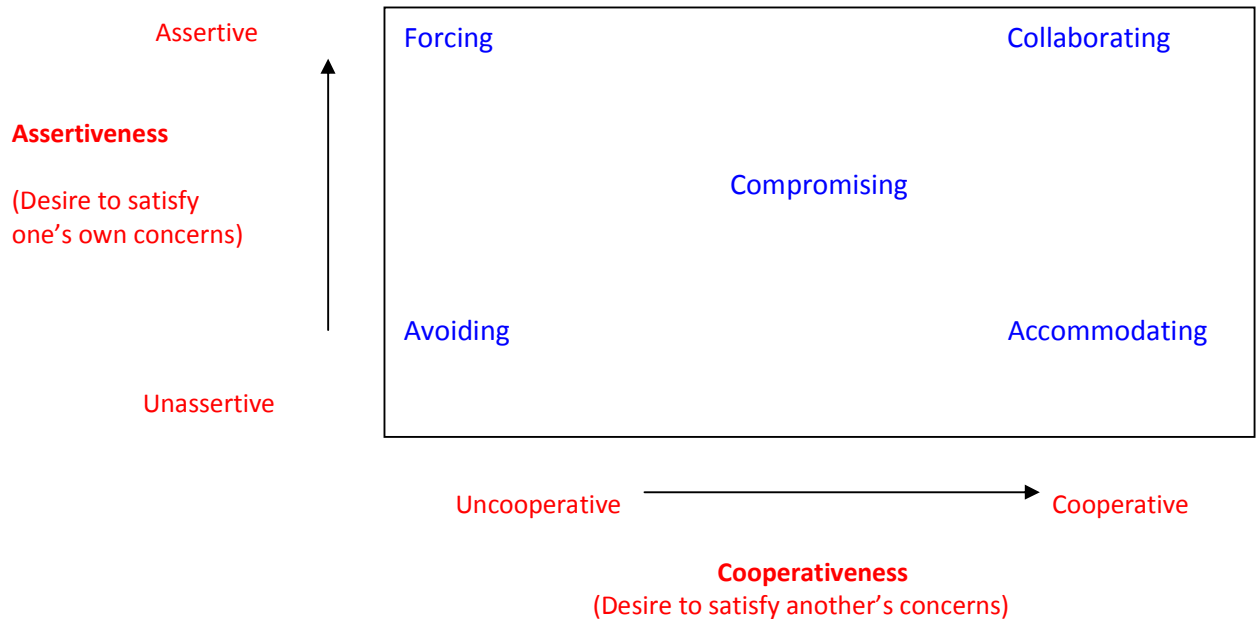 Assertive
Forcing
Collaborating
Assertiveness
(Desire to satisfy
one’s own concerns)
Compromising
Avoiding
Accommodating
Unassertive
Uncooperative
Cooperative
Cooperativeness
(Desire to satisfy another’s concerns)